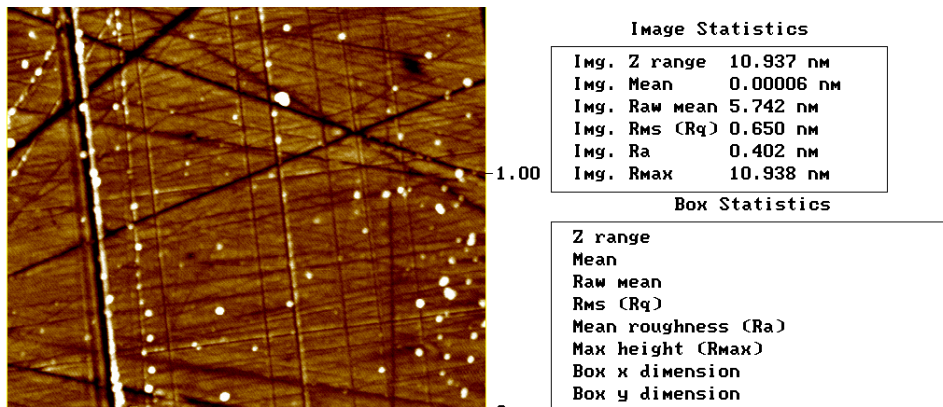 Image Statistics
Img. Z range 10.937 nm
Img. Mean 0.00006 nm
Img. Raw mean 5.742 nm
Img. Rms (Rq) 0.650 nm
Img. Ra 0.402 nm
Img. Rmax 10.938 nm
1.00
Box Statistics
Z range
Mean
Raw mean
Rms (Rq)
Mean roughness (Ra)
Max height (Rmax)
Box x dimension
Box y dimension